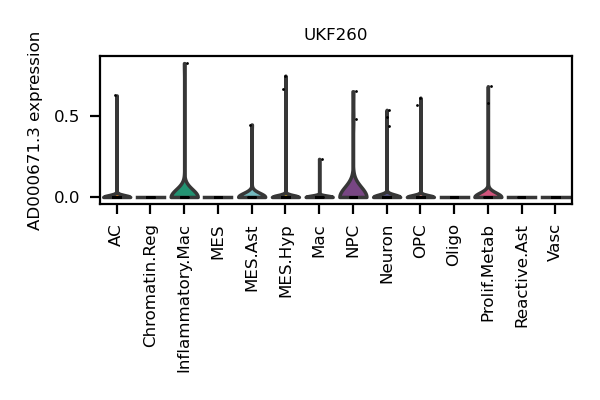 UKF260
AD000671.3 expression
0.5
0.0
AC
Chromatin.Reg
Inflammatory.Mac
MES
MES.Ast
MES.Hyp
Mac
NPC
Neuron
OPC
Oligo
Prolif.Metab
Reactive.Ast
Vasc